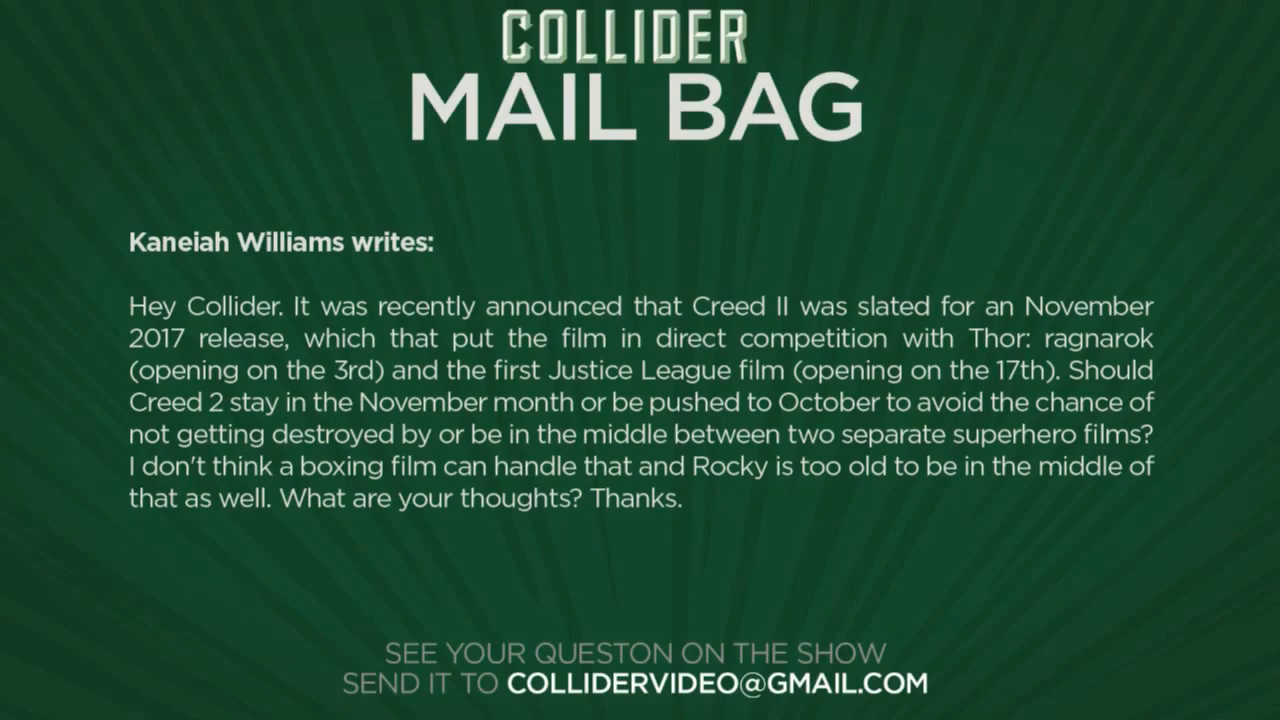 COLLIDER
MAIL BAG
Kaneiah Williams writes:
Hey Collider. It was recently announced that Creed II was slated for an November
2017 release, which that put the film in direct competition with Thor: ragnarok
(opening on the 3rd) and the first Justice League film (opening on the 17th). Should
Creed 2 stay in the November month or be pushed to October to avoid the chance of
not getting destroyed by or be in the middle between two separate superhero films?
I don't think a boxing film can handle that and Rocky is too old to be in the middle of
that as well. What are your thoughts? Thanks.
SEE YOUR QUESTON ON THE SHOW
SEND IT TO COLLIDERVIDEO@GMAIL.COM